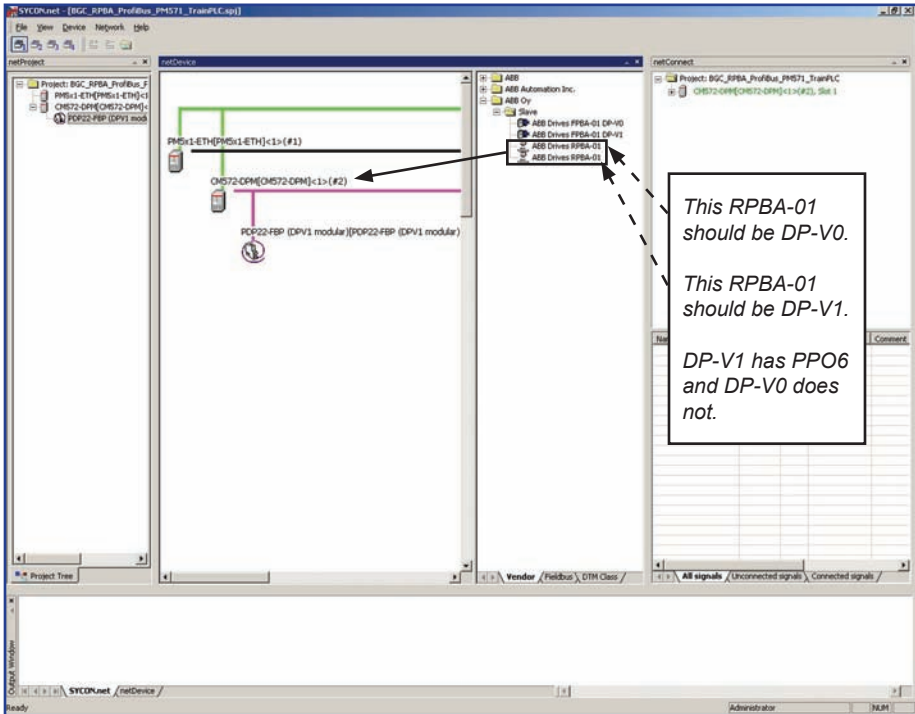 SYCON.net - [BGC_RPBA_ProfiBus_PM571_TrainPLC.spj]
File View Device Network Help
netProject
netDevice
netConnect
Project: BGC_RPBA_ProfiBus_P
PM5x1-ETH[PM5x1-ETH]<1
CM572-DPM[CM572-DPM]<
PDP22-FBP (DPV1 modi
PM5x1-ETH[PM5x1-ETH]<1>(#1)
CM572-DPM[CM572-DPM]<1>(#2)
PDP22-FBP (DPV1 modular)[PDP22-FBP (DPV1 modular)
ABB
ABB Automation Inc.
ABB Oy
Slave
ABB Drives FPBA-01 DP-V0
ABB Drives FPBA-01 DP-V1
ABB Drives RPBA-01
ABB Drives RPBA-01
Project: BGC_RPBA_ProfiBus_PM571_TrainPLC
CM572-DPM[CM572-DPM]<1>(#2), Slot 1
This RPBA-01
should be DP-V0.
This RPBA-01
should be DP-V1.
DP-V1 has PPO6
and DP-V0 does
not.
Comment
Project Tree
Vendor Fieldbus DTM Class
All signals Unconnected signals Connected signals
Output Window
SYCON.net netDevice
Ready
Administrator
NUM